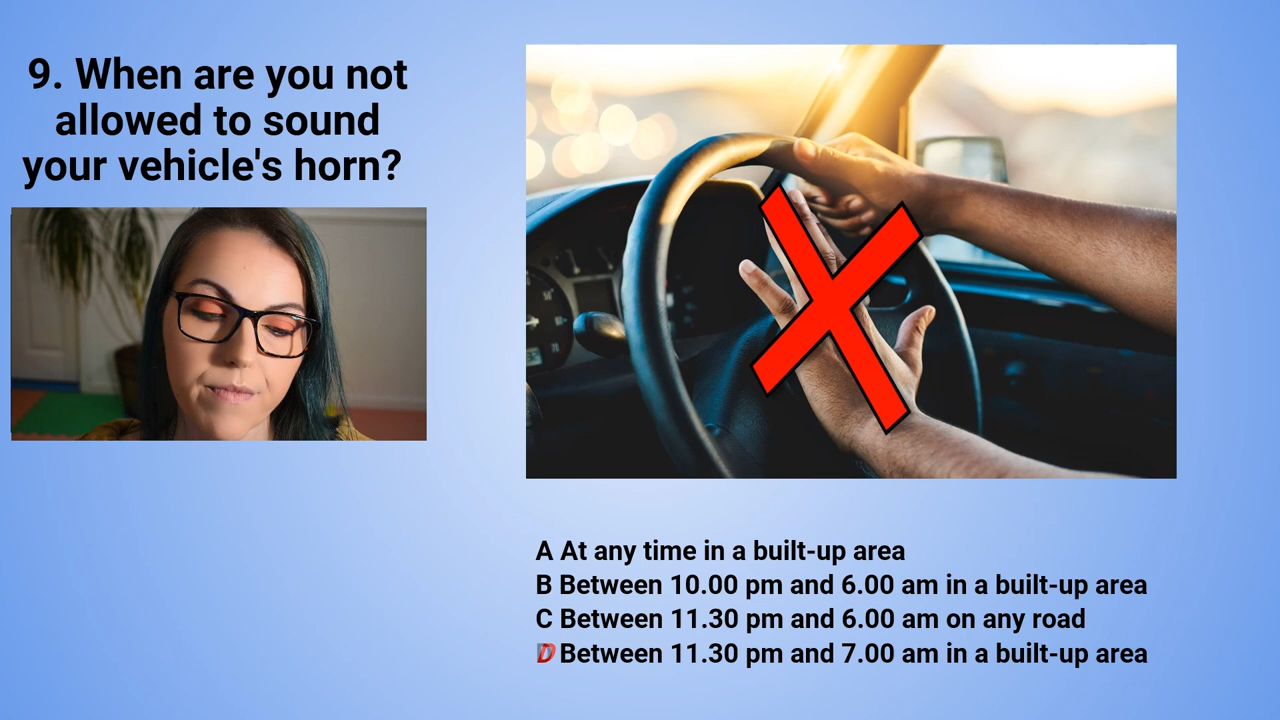 9. When are you not
allowed to sound
your vehicle's horn?
A At any time in a built-up area
B Between 10.00 pm and 6.00 am in a built-up area
C Between 11.30 pm and 6.00 am on any road
D Between 11.30 pm and 7.00 am in a built-up area